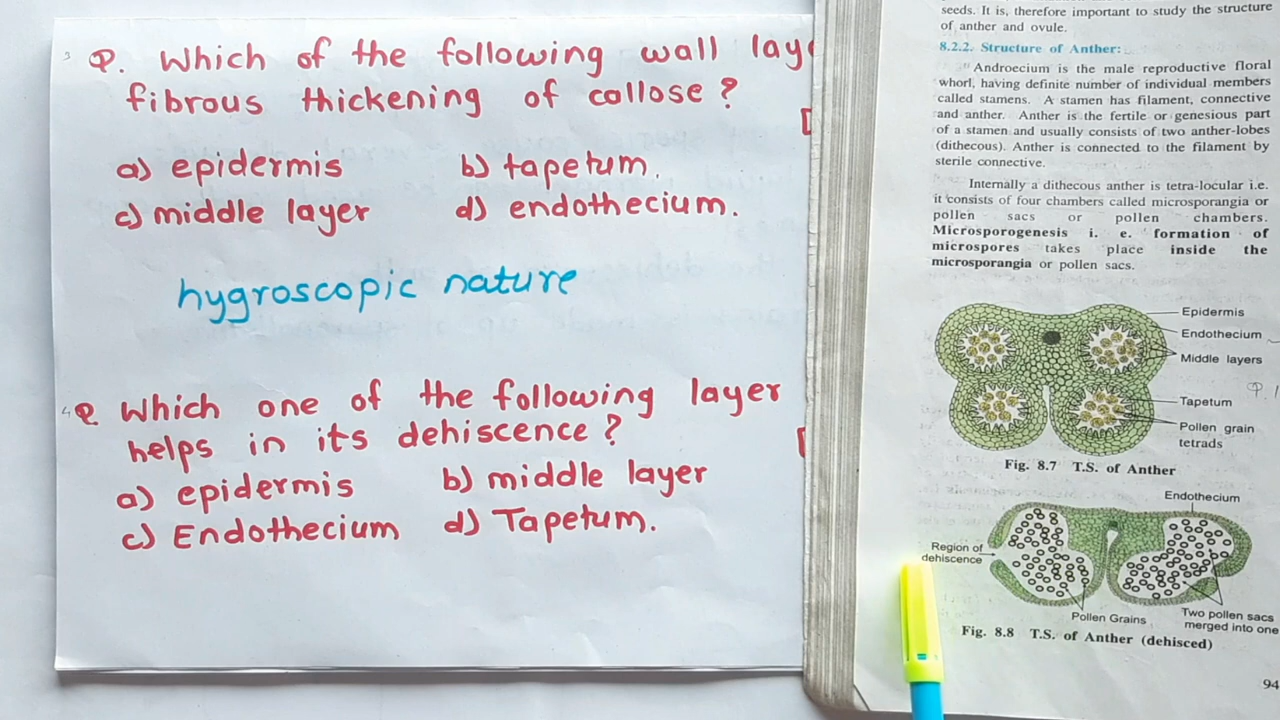 Q. Which of the following wall
fibrous thickening of callose ?
a) epidermis b) tapetum.
c) middle layer d) endothecium.
hygroscopic nature
Q. Which one of the following layer
helps in its dehiscence ?
a) epidermis b) middle layer
c) Endothecium d) Tapetum.
seeds. It is, therefore important to study the structure
of anther and ovule.
8.2.2. Structure of Anther:
Androecium is the male reproductive floral
whorl, having definite number of individual members
called stamens. A stamen has filament, connective
and anther. Anther is the fertile or genesious part
of a stamen and usually consists of two anther-lobes
(dithecous). Anther is connected to the filament by
sterile connective.
Internally a dithecous anther is tetra-locular i.e.
it consists of four chambers called microsporangia or
pollen sacs or pollen chambers.
Microsporogenesis i. e. formation of
microspores takes place inside the
microsporangia or pollen sacs.
Epidermis
Endothecium
Middle layers
Tapetum
Pollen grain
tetrads
Fig. 8.7 T.S. of Anther
Endothecium
Region of
dehiscence
Pollen Grains
Two pollen sacs
merged into one
Fig. 8.8 T.S. of Anther (dehisced)
94